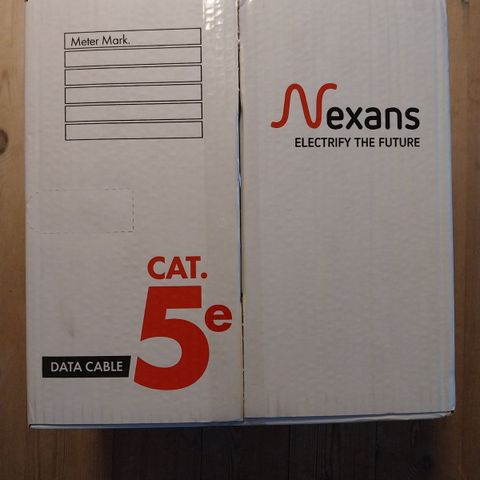 Meter Mark.
Nexans
ELECTRIFY THE FUTURE
CAT.
5e
DATA CABLE